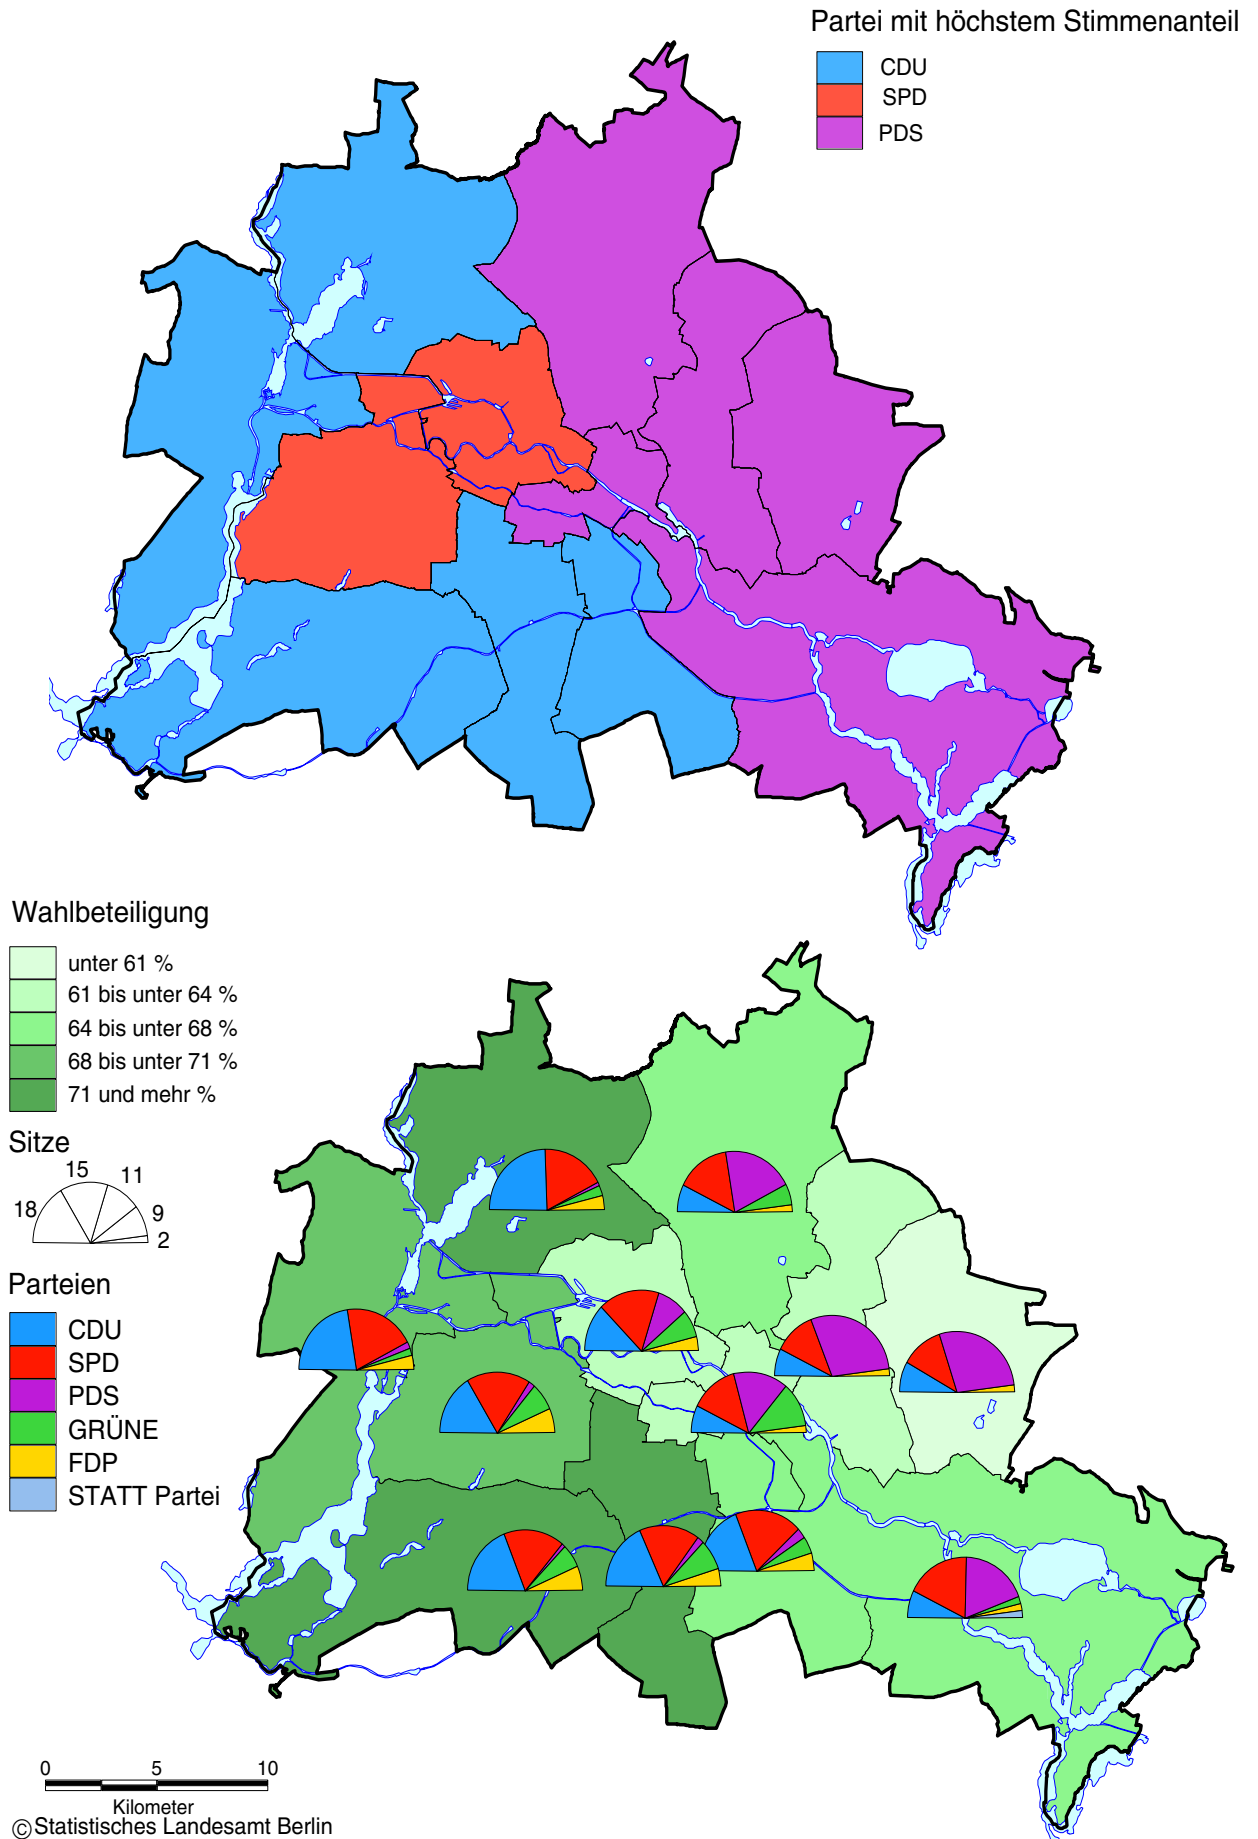 Partei mit höchstem Stimmenanteil
CDU
SPD
PDS
Wahlbeteiligung
unter 61 %
61 bis unter 64 %
64 bis unter 68 %
68 bis unter 71 %
71 und mehr %
Sitze
18
15
11
9
2
Parteien
CDU
SPD
PDS
GRÜNE
FDP
STATT Partei
0 5 10
Kilometer
©Statistisches Landesamt Berlin